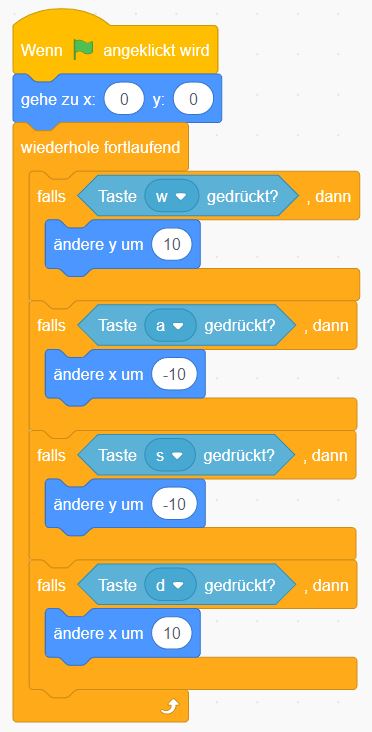 Wenn angeklickt wird
gehe zu x: 0 y: 0
wiederhole fortlaufend
falls Taste w gedrückt? , dann
ändere y um 10
falls Taste a gedrückt? , dann
ändere x um -10
falls Taste s gedrückt? , dann
ändere y um -10
falls Taste d gedrückt? , dann
ändere x um 10